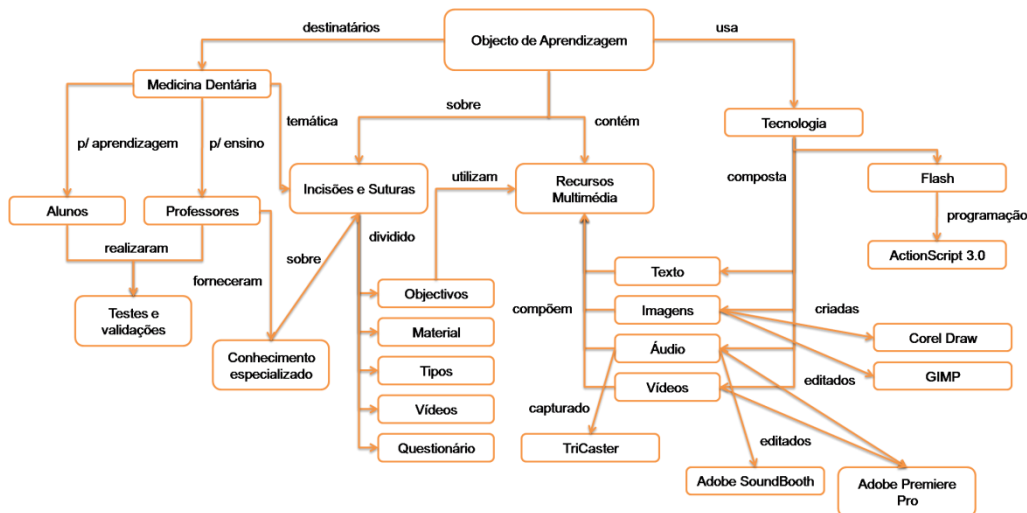 destinatários
Objecto de Aprendizagem
usa
Medicina Dentária
sobre
temática
contém
Tecnologia
p/ aprendizagem
p/ ensino
Incisões e Suturas
utilizam
Recursos
Multimédia
composta
Flash
Alunos
Professores
programação
dividido
realizaram
sobre
ActionScript 3.0
forneceram
Texto
Objectivos
Testes e
validações
compõem
Imagens
criadas
Material
Corel Draw
Conhecimento
especializado
Áudio
Tipos
GIMP
editados
Vídeos
Vídeos
capturado
Questionário
TriCaster
editados
Adobe SoundBooth
Adobe Premiere
Pro